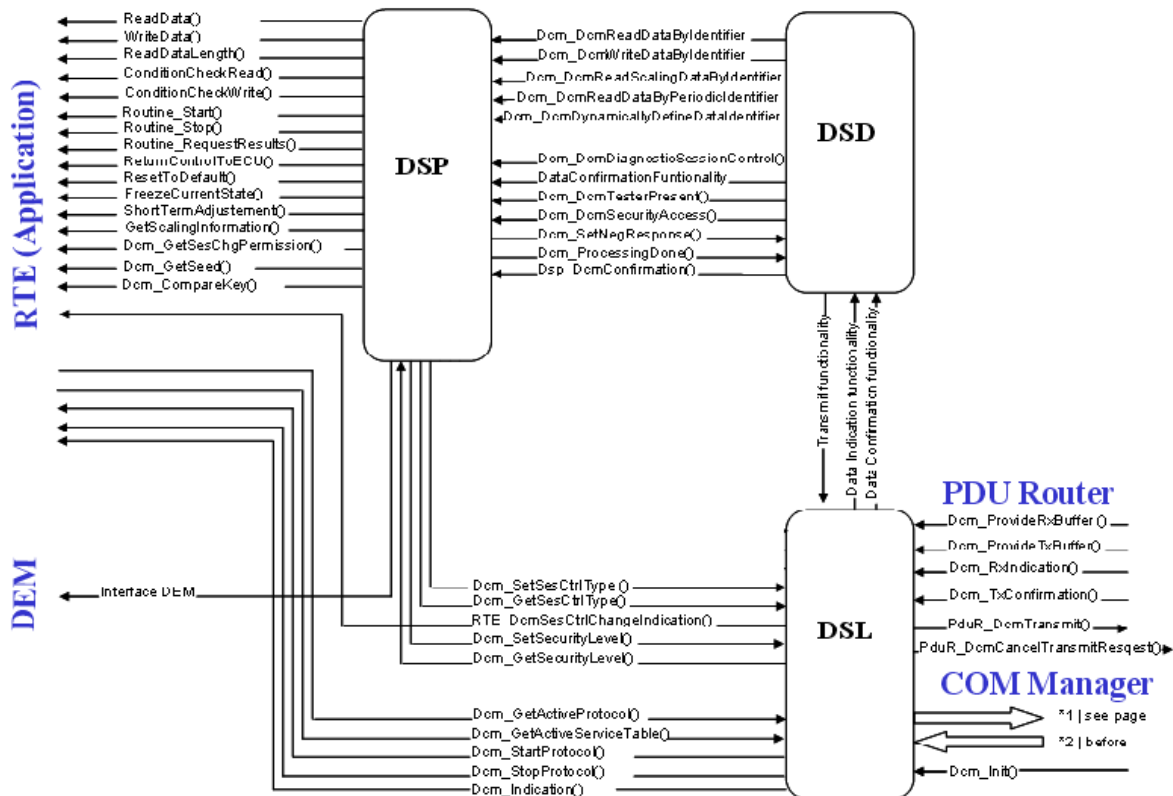 ReadData()
WriteData()
ReadDataLength()
ConditionCheckRead()
ConditionCheckWrite()
Routine_Start()
Routine_Stop()
Routine_RequestResults()
ReturnControlToECU()
ResetToDefault()
FreezeCurrentState()
ShortTermAdjustement()
GetScalingInformation()
Dcm_GetSesChgPermission()
Dcm_GetSeed()
Dcm_CompareKey()
RTE (Application)
DSP
Dcm_DcmReadDataByIdentifier
Dcm_DcmWriteDataByIdentifier
Dcm_DcmReadScalingDataByIdentifier
Dcm_DcmReadDataByPeriodicIdentifier
Dcm_DcmDynamicallyDefineDataIdentifier
Dcm_DcmDiagnosticSessionControl()
DataConfirmationFuntionality
Dcm_DcmTesterPresent()
Dcm_DcmSecurityAccess()
Dcm_SetNegResponse()
Dcm_ProcessingDone()
Dsp_DcmConfirmation()
DSD
Transmit functionality
Data Indication functionality
Data Confirmation functionality
PDU Router
Dcm_ProvideRxBuffer()
Dcm_ProvideTxBuffer()
Dcm_RxIndication()
Dcm_TxConfirmation()
PduR_DcmTransmit()
PduR_DcmCancelTransmitResqest()
COM Manager
*1 | see page
*2 | before
Dcm_Init()
DSL
DEM
Interface DEM
Dcm_SetSesCtrlType()
Dcm_GetSesCtrlType()
RTE_DcmSesCtrlChangeIndication()
Dcm_SetSecurityLevel()
Dcm_GetSecurityLevel()
Dcm_GetActiveProtocol()
Dcm_GetActiveServiceTable()
Dcm_StartProtocol()
Dcm_StopProtocol()
Dcm_Indication()